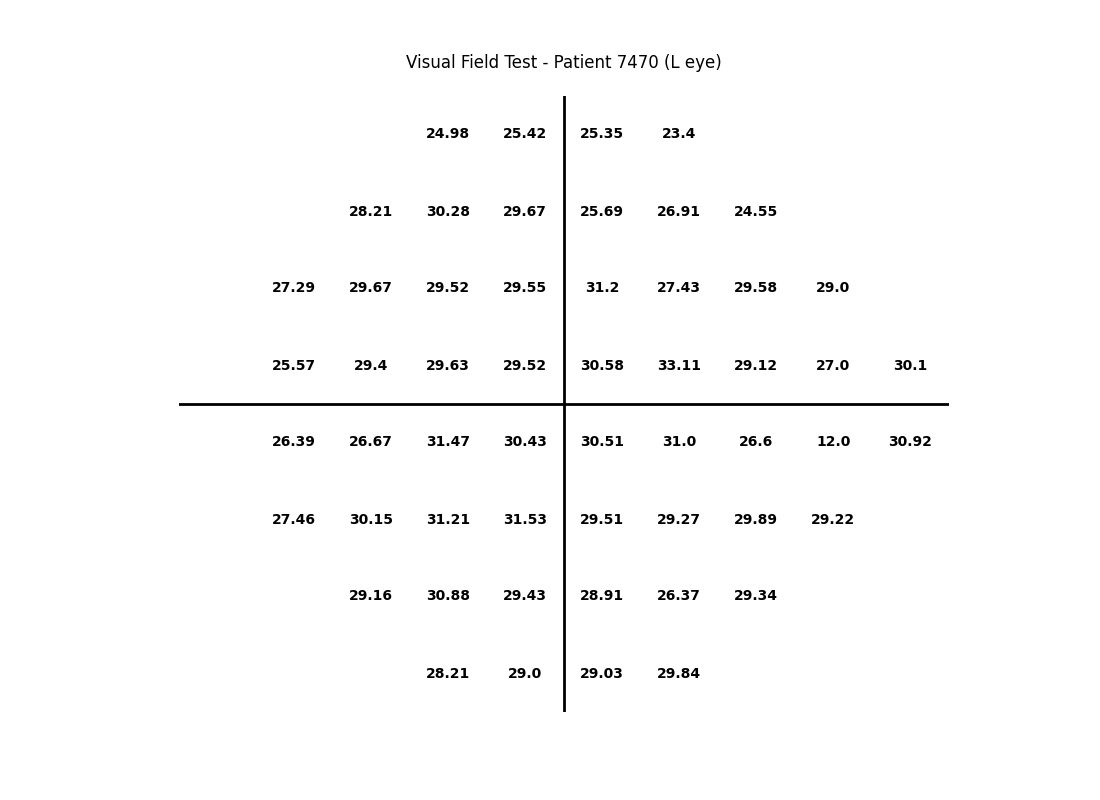 Visual Field Test - Patient 7470 (L eye)
24.98 25.42 25.35 23.4
28.21 30.28 29.67 25.69 26.91 24.55
27.29 29.67 29.52 29.55 31.2 27.43 29.58 29.0
25.57 29.4 29.63 29.52 30.58 33.11 29.12 27.0 30.1
26.39 26.67 31.47 30.43 30.51 31.0 26.6 12.0 30.92
27.46 30.15 31.21 31.53 29.51 29.27 29.89 29.22
29.16 30.88 29.43 28.91 26.37 29.34
28.21 29.0 29.03 29.84